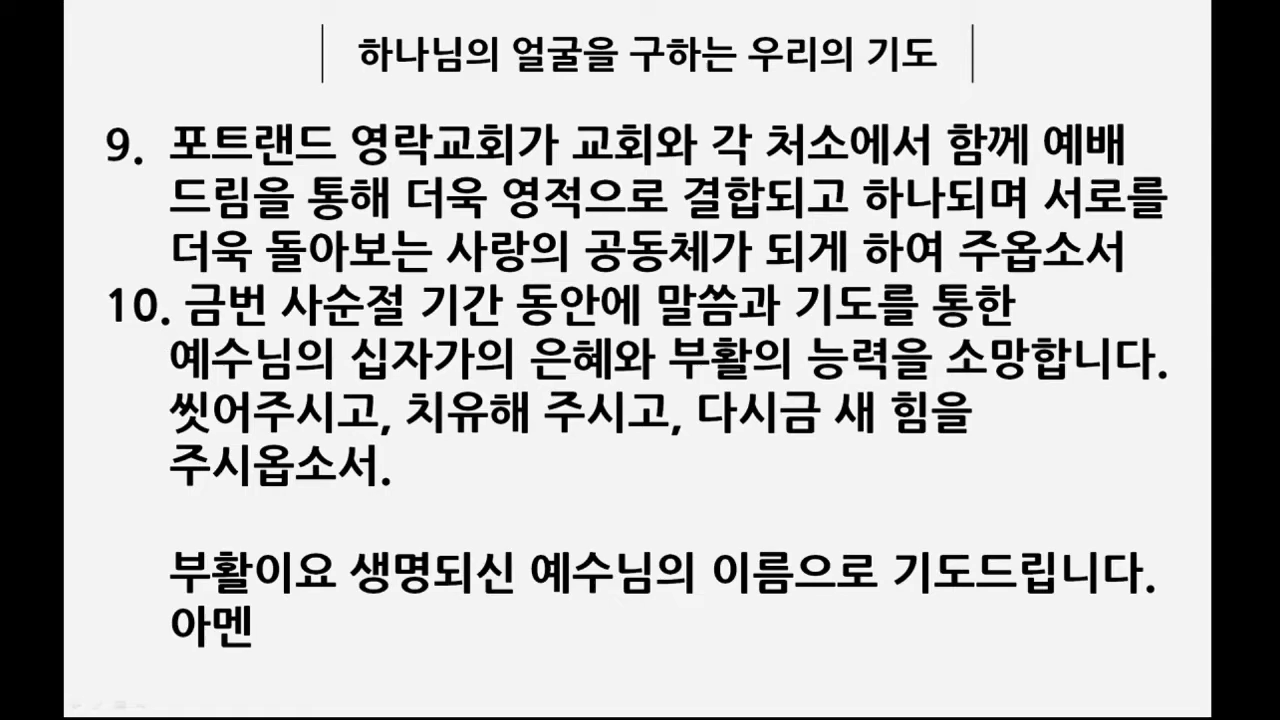 하나님의 얼굴을 구하는 우리의 기도
9. 포트랜드 영락교회가 교회와 각 처소에서 함께 예배
드림을 통해 더욱 영적으로 결합되고 하나되며 서로를
더욱 돌아보는 사랑의 공동체가 되게 하여 주옵소서
10. 금번 사순절 기간 동안에 말씀과 기도를 통한
예수님의 십자가의 은혜와 부활의 능력을 소망합니다.
씻어주시고, 치유해 주시고, 다시금 새 힘을
주시옵소서.
부활이요 생명되신 예수님의 이름으로 기도드립니다.
아멘